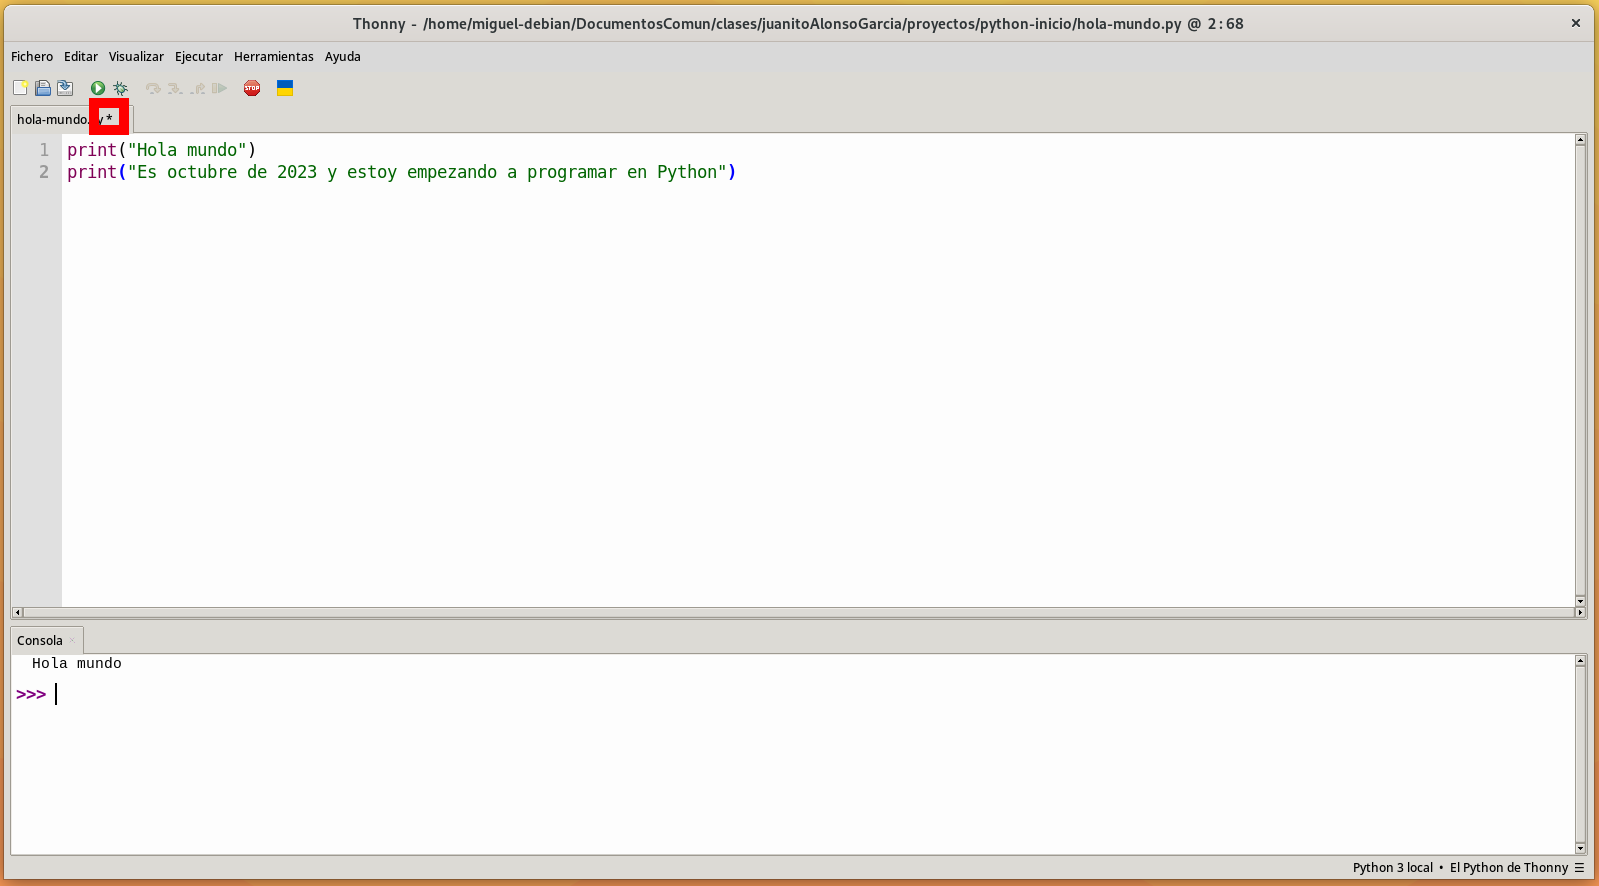 Thonny - /home/miguel-debian/DocumentosComun/clases/juanitoAlonsoGarcia/proyectos/python-inicio/hola-mundo.py @ 2:68
Fichero Editar Visualizar Ejecutar Herramientas Ayuda
STOP
hola-mundo. y *
1 print("Hola mundo")
2 print("Es octubre de 2023 y estoy empezando a programar en Python")
Consola
Hola mundo
>>>
Python 3 local • El Python de Thonny ☰